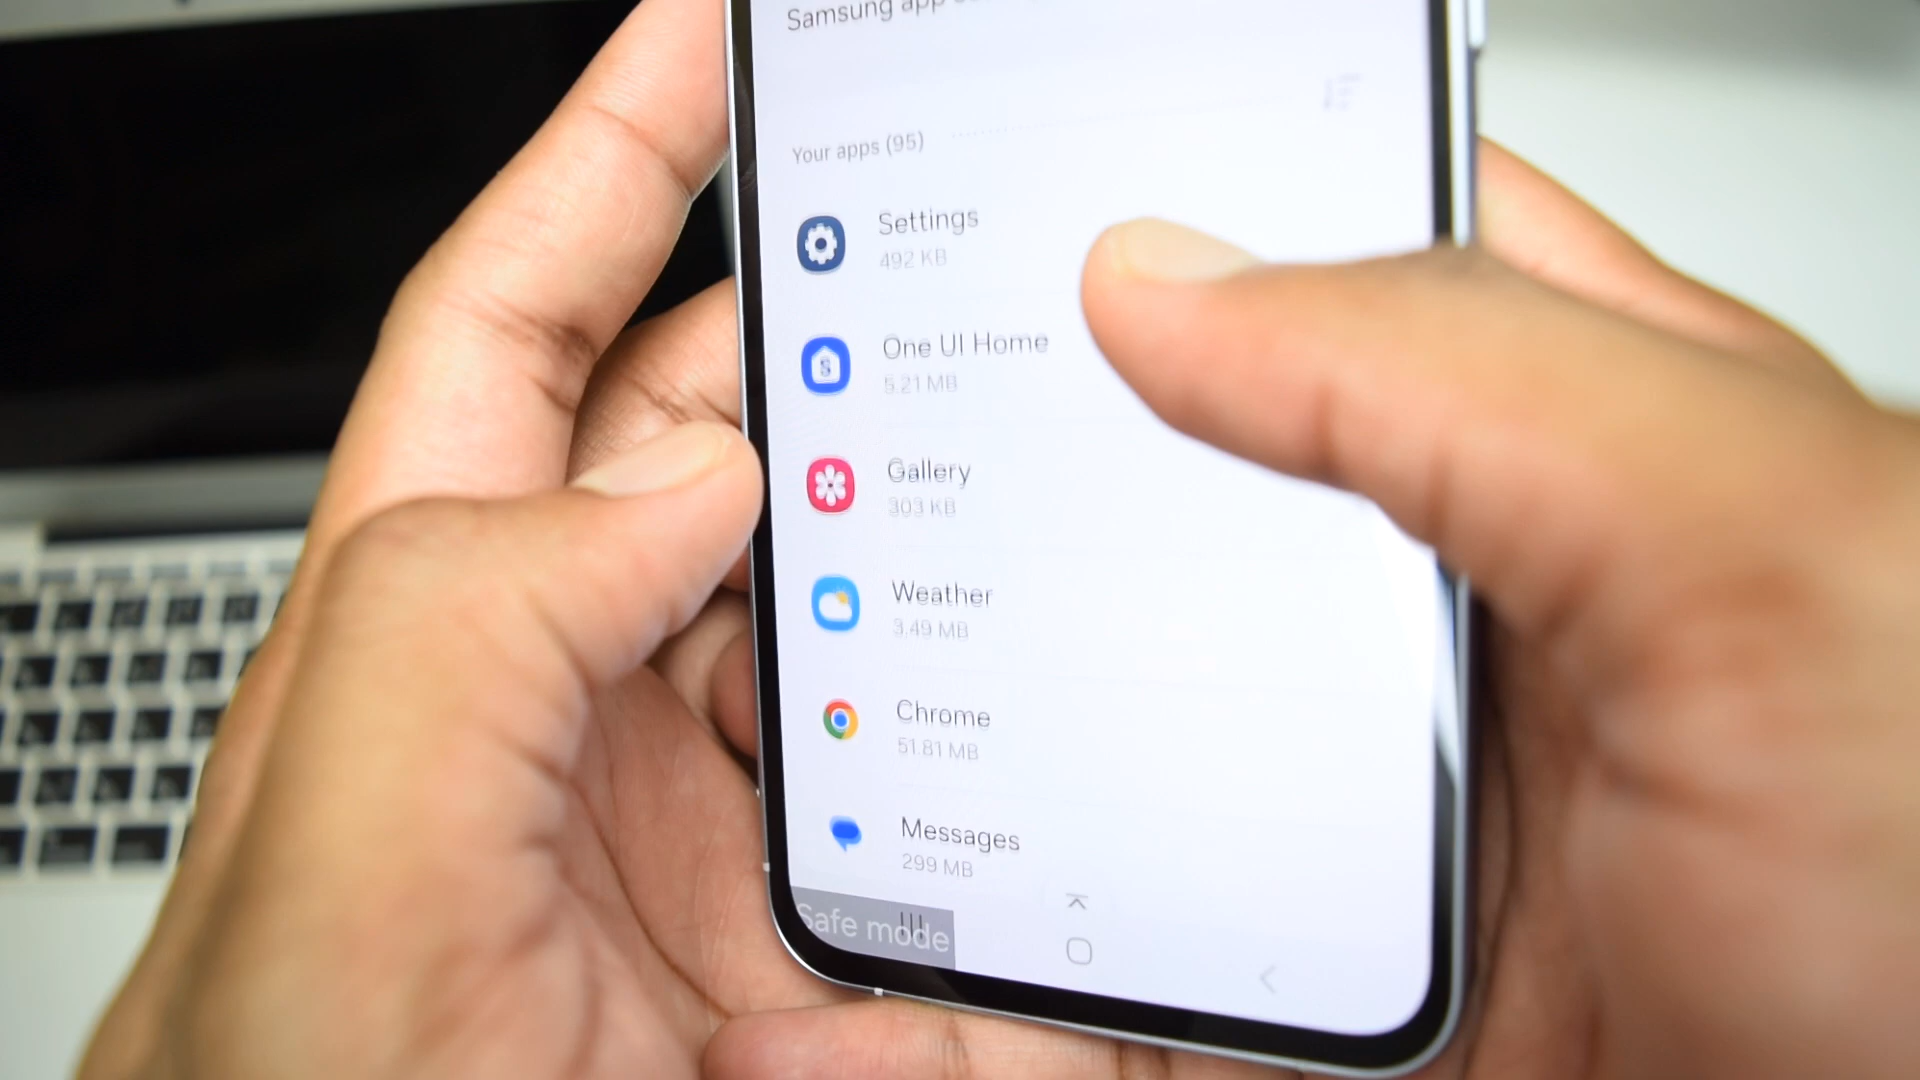 Samsung app
Your apps (95)
Settings
492 KB
One UI Home
5.21 MB
Gallery
303 KB
Weather
3.49 MB
Chrome
51.81 MB
Messages
299 MB
Safe mode